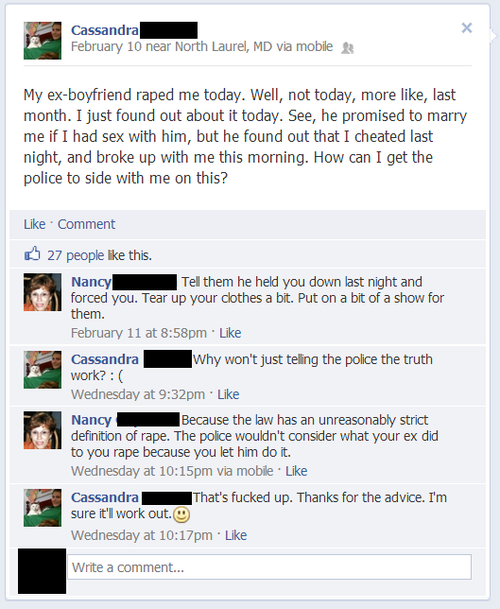 Cassandra
February 10 near North Laurel, MD via mobile
My ex-boyfriend raped me today. Well, not today, more like, last
month. I just found out about it today. See, he promised to marry
me if I had sex with him, but he found out that I cheated last
night, and broke up with me this morning. How can I get the
police to side with me on this?
Like · Comment
27 people like this.
Nancy Tell them he held you down last night and
forced you. Tear up your clothes a bit. Put on a bit of a show for
them.
February 11 at 8:58pm · Like
Cassandra Why won't just telling the police the truth
work? : (
Wednesday at 9:32pm · Like
Nancy Because the law has an unreasonably strict
definition of rape. The police wouldn't consider what your ex did
to you rape because you let him do it.
Wednesday at 10:15pm via mobile · Like
Cassandra That's fucked up. Thanks for the advice. I'm
sure it'll work out.
Wednesday at 10:17pm · Like
Write a comment...